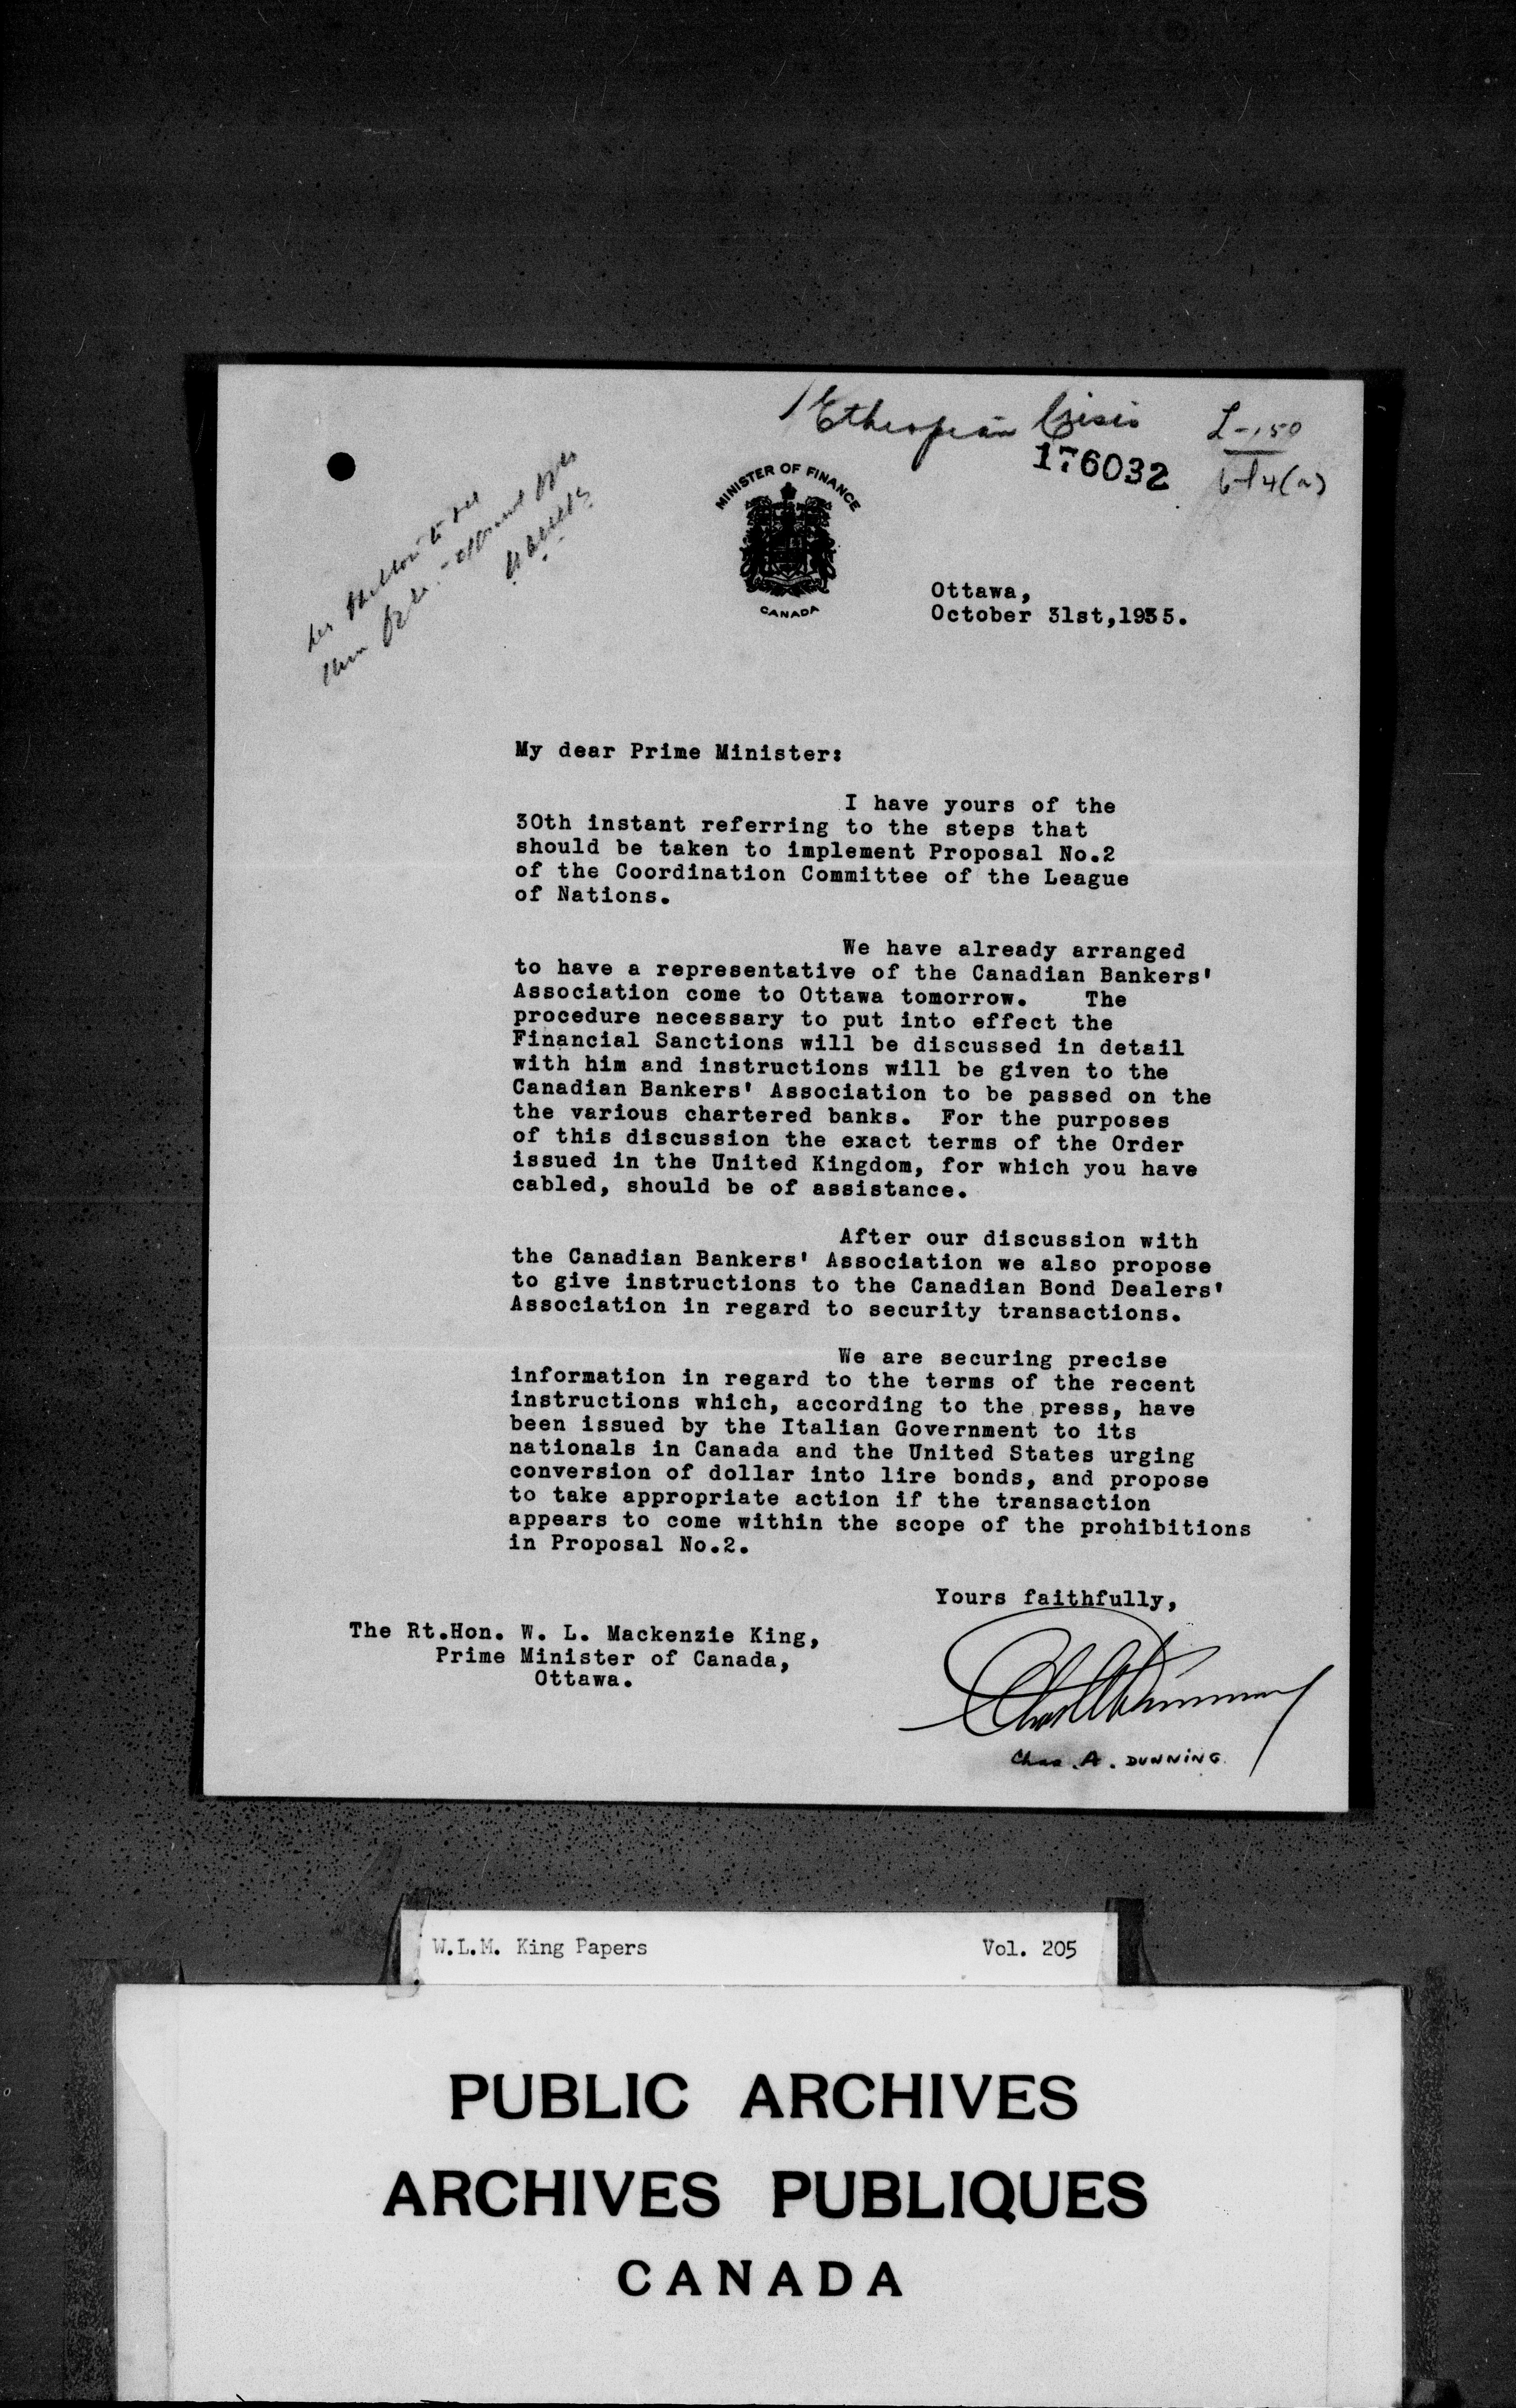 Ethiopian Crisis
L-150
176032
MINISTER OF FINANCE
CANADA
to see
Ottawa,
October 31st,1935.
My dear Prime Minister:
I have yours of the
30th instant referring to the steps that
should be taken to implement Proposal No.2
of the Coordination Committee of the League
of Nations.
We have already arranged
to have a representative of the Canadian Bankers'
Association come to Ottawa tomorrow. The
procedure necessary to put into effect the
Financial Sanctions will be discussed in detail
with him and instructions will be given to the
Canadian Bankers' Association to be passed on the
the various chartered banks. For the purposes
of this discussion the exact terms of the Order
issued in the United Kingdom, for which you have
cabled, should be of assistance.
After our discussion with
the Canadian Bankers' Association we also propose
to give instructions to the Canadian Bond Dealers'
Association in regard to security transactions.
We are securing precise
information in regard to the terms of the recent
instructions which, according to the press, have
been issued by the Italian Government to its
nationals in Canada and the United States urging
conversion of dollar into lire bonds, and propose
to take appropriate action if the transaction
appears to come within the scope of the prohibitions
in Proposal No.2.
Yours faithfully,
The Rt.Hon. W. L. Mackenzie King,
Prime Minister of Canada,
Ottawa.
Chas A Dunning
Chas. A. DUNNING.
W.L.M. King Papers Vol. 205
PUBLIC ARCHIVES
ARCHIVES PUBLIQUES
CANADA